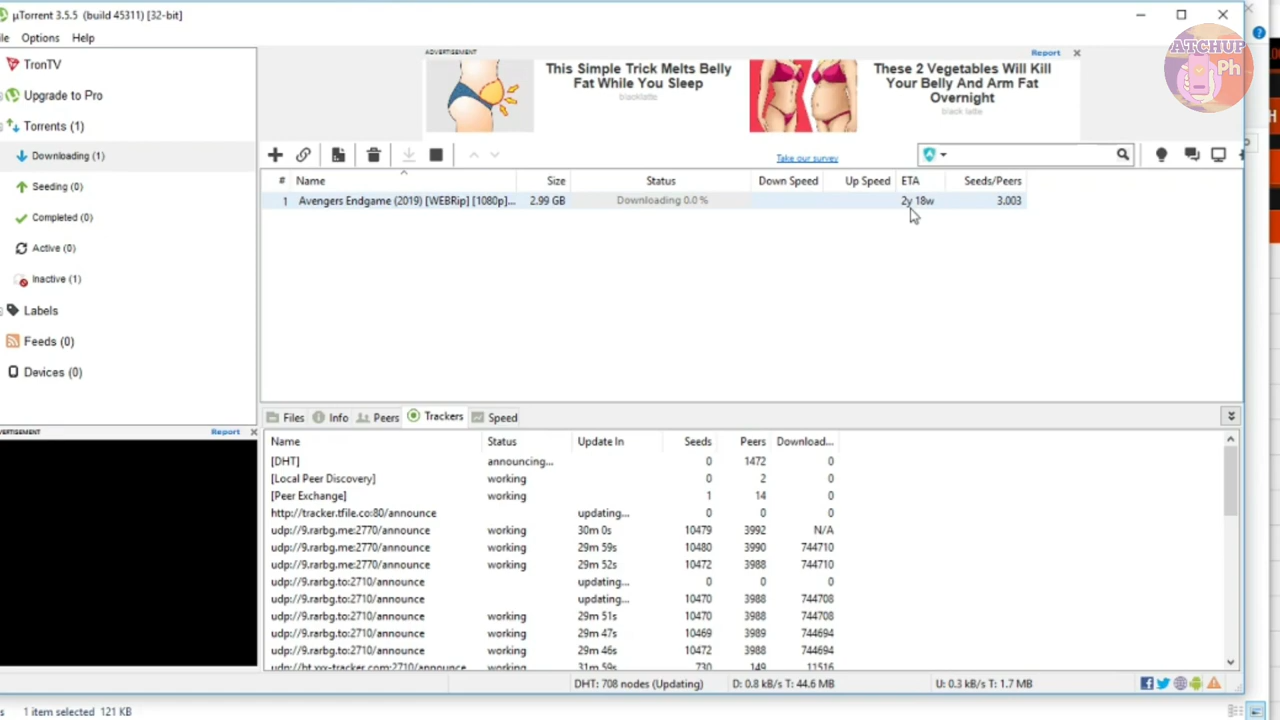 µTorrent 3.5.5 (build 45311) [32-bit]
Options Help
ATCHUP
Ph
TronTV
Upgrade to Pro
Torrents (1)
Downloading (1)
Seeding (0)
Completed (0)
Active (0)
Inactive (1)
Labels
Feeds (0)
Devices (0)
ADVERTISEMENT
Report
This Simple Trick Melts Belly
Fat While You Sleep
blacklatte
These 2 Vegetables Will Kill
Your Belly And Arm Fat
Overnight
black latte
Take our survey
# Name Size Status Down Speed Up Speed ETA Seeds/Peers
1 Avengers Endgame (2019) [WEBRip] [1080p]... 2.99 GB Downloading 0.0 % 2y 18w 3.003
Report
Files Info Peers Trackers Speed
Name Status Update In Seeds Peers Download...
[DHT] announcing... 0 1472 0
[Local Peer Discovery] working 0 2 0
[Peer Exchange] working 1 14 0
http://tracker.tfile.co:80/announce updating... 0 0 0
udp://9.rarbg.me:2770/announce working 30m 0s 10479 3992 N/A
udp://9.rarbg.me:2770/announce working 29m 59s 10480 3990 744710
udp://9.rarbg.me:2770/announce working 29m 52s 10472 3988 744710
udp://9.rarbg.to:2710/announce updating... 0 0 0
udp://9.rarbg.to:2710/announce updating... 10470 3988 744708
udp://9.rarbg.to:2710/announce working 29m 51s 10470 3988 744708
udp://9.rarbg.to:2710/announce working 29m 47s 10469 3989 744694
udp://9.rarbg.to:2710/announce working 29m 46s 10472 3988 744694
udp://bt.xxx-tracker.com:2710/announce working 31m 59s 730 149 11516
DHT: 708 nodes (Updating) D: 0.8 kB/s T: 44.6 MB U: 0.3 kB/s T: 1.7 MB
1 item selected 121 KB